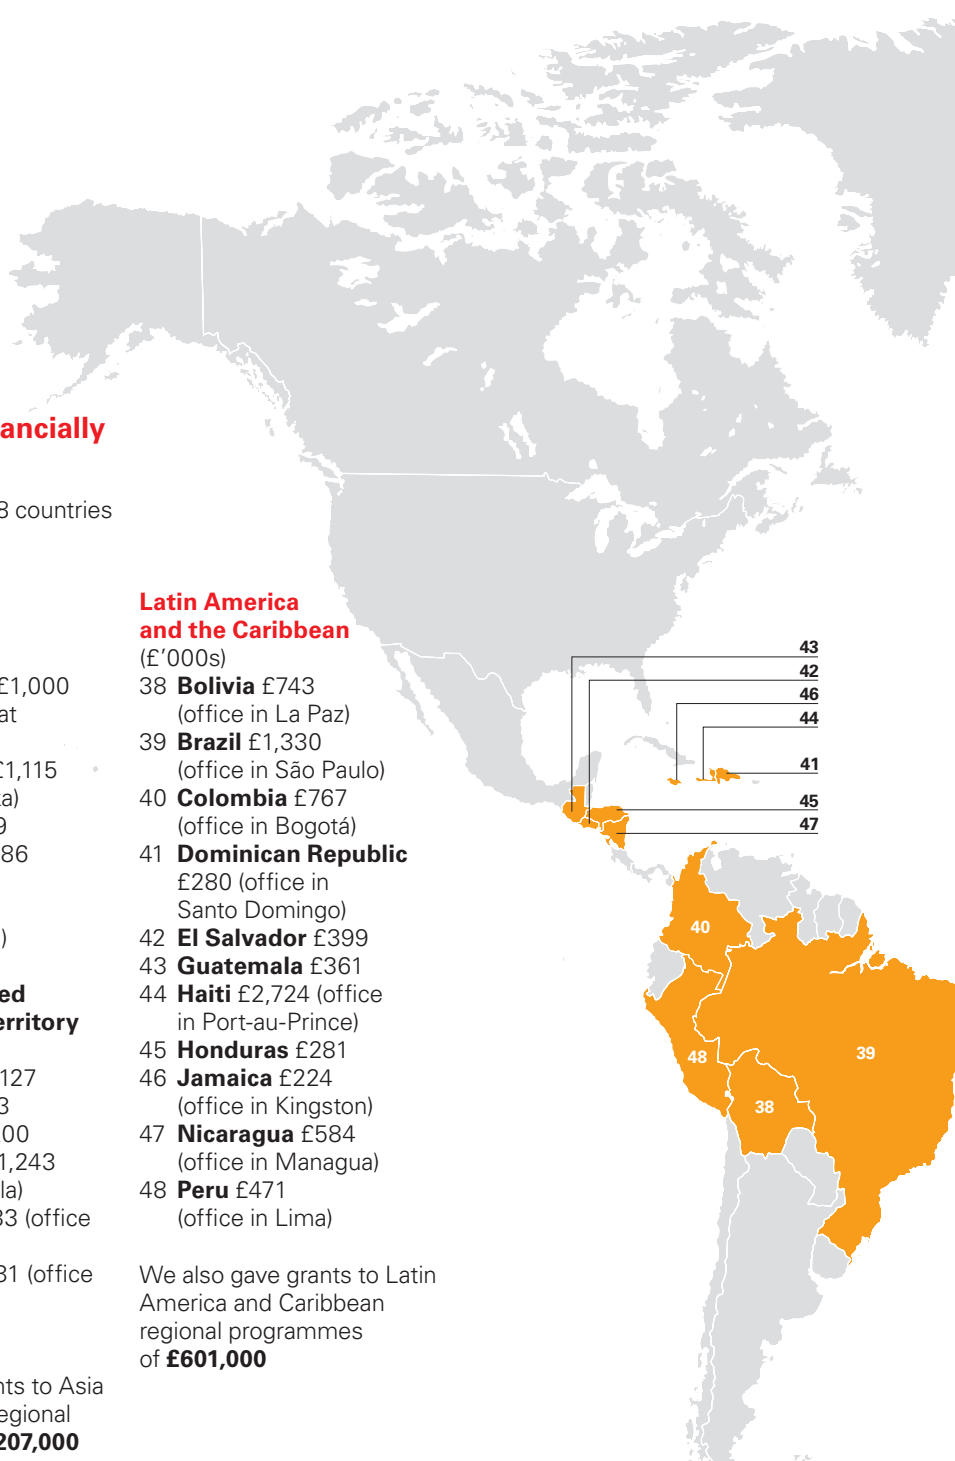 ancially
8 countries
£1,000
at
£1,115
a)
9
86
)
ed
erritory
127
3
00
1,243
la)
33 (office
31 (office
nts to Asia
egional
207,000
Latin America
and the Caribbean
(£’000s)
38 Bolivia £743
(office in La Paz)
39 Brazil £1,330
(office in São Paulo)
40 Colombia £767
(office in Bogotá)
41 Dominican Republic
£280 (office in
Santo Domingo)
42 El Salvador £399
43 Guatemala £361
44 Haiti £2,724 (office
in Port-au-Prince)
45 Honduras £281
46 Jamaica £224
(office in Kingston)
47 Nicaragua £584
(office in Managua)
48 Peru £471
(office in Lima)
We also gave grants to Latin
America and Caribbean
regional programmes
of £601,000
43
42
46
44
41
45
47
40
39
48
38